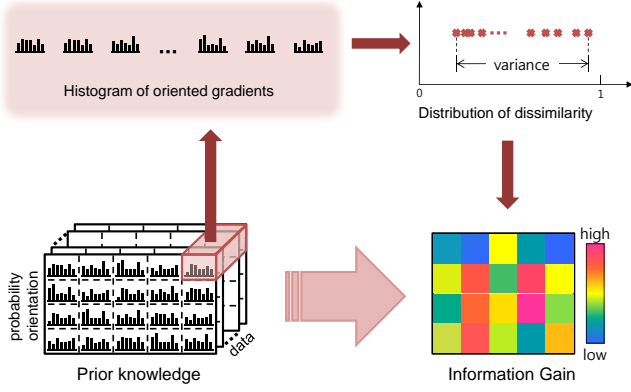 ...
Histogram of oriented gradients
variance
0
1
Distribution of dissimilarity
probability
orientation
data
Prior knowledge
high
low
Information Gain